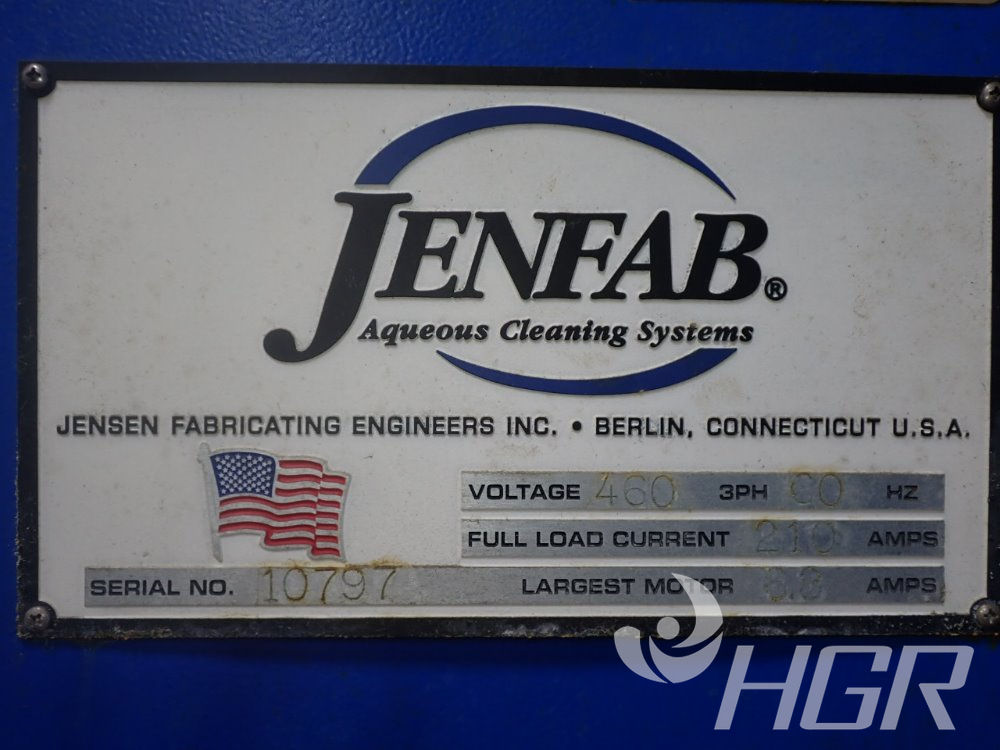 JENFAB®
Aqueous Cleaning Systems
JENSEN FABRICATING ENGINEERS INC. • BERLIN, CONNECTICUT U.S.A.
VOLTAGE 460 3PH 60 HZ
FULL LOAD CURRENT 210 AMPS
SERIAL NO. 10797 LARGEST MOTOR AMPS
HGR